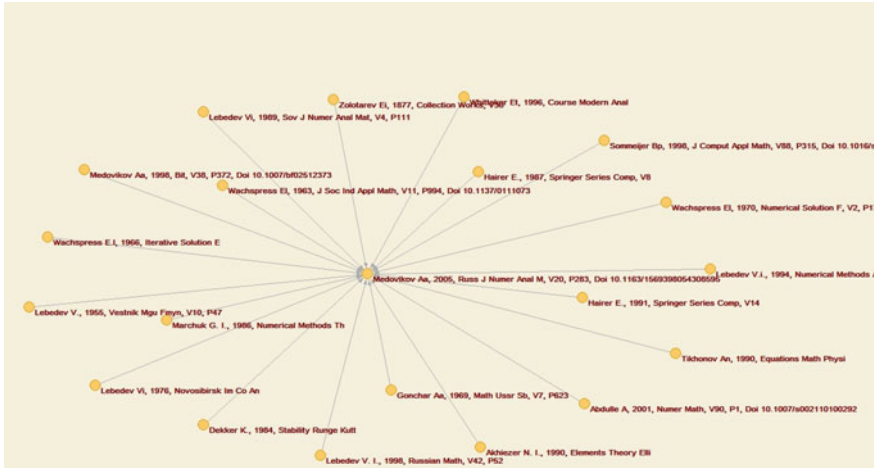 Zolotarev Ei, 1877, Collection Works, V30
Whittaker Et, 1996, Course Modern Anal
Lebedev Vi, 1989, Sov J Numer Anal Mat, V4, P111
Sommeijer Bp, 1998, J Comput Appl Math, V88, P315, Doi 10.1016/s
Medovikov Aa, 1998, Bit, V38, P372, Doi 10.1007/bf02512373
Hairer E., 1987, Springer Series Comp, V8
Wachspress El, 1963, J Soc Ind Appl Math, V11, P994, Doi 10.1137/0111073
Wachspress El, 1970, Numerical Solution F, V2, P1
Wachspress E.l, 1966, Iterative Solution E
Medovikov Aa, 2005, Russ J Numer Anal M, V20, P283, Doi 10.1163/1569398054308595
Lebedev V.i., 1994, Numerical Methods
Hairer E., 1991, Springer Series Comp, V14
Lebedev V., 1955, Vestnik Mgu Fmyn, V10, P47
Marchuk G. I., 1986, Numerical Methods Th
Tikhonov An, 1990, Equations Math Physi
Lebedev Vi, 1976, Novosibirsk Im Co An
Gonchar Aa, 1969, Math Ussr Sb, V7, P623
Abdulle A, 2001, Numer Math, V90, P1, Doi 10.1007/s002110100292
Dekker K., 1984, Stability Runge Kutt
Akhiezer N. I., 1990, Elements Theory Elli
Lebedev V. I., 1998, Russian Math, V42, P52